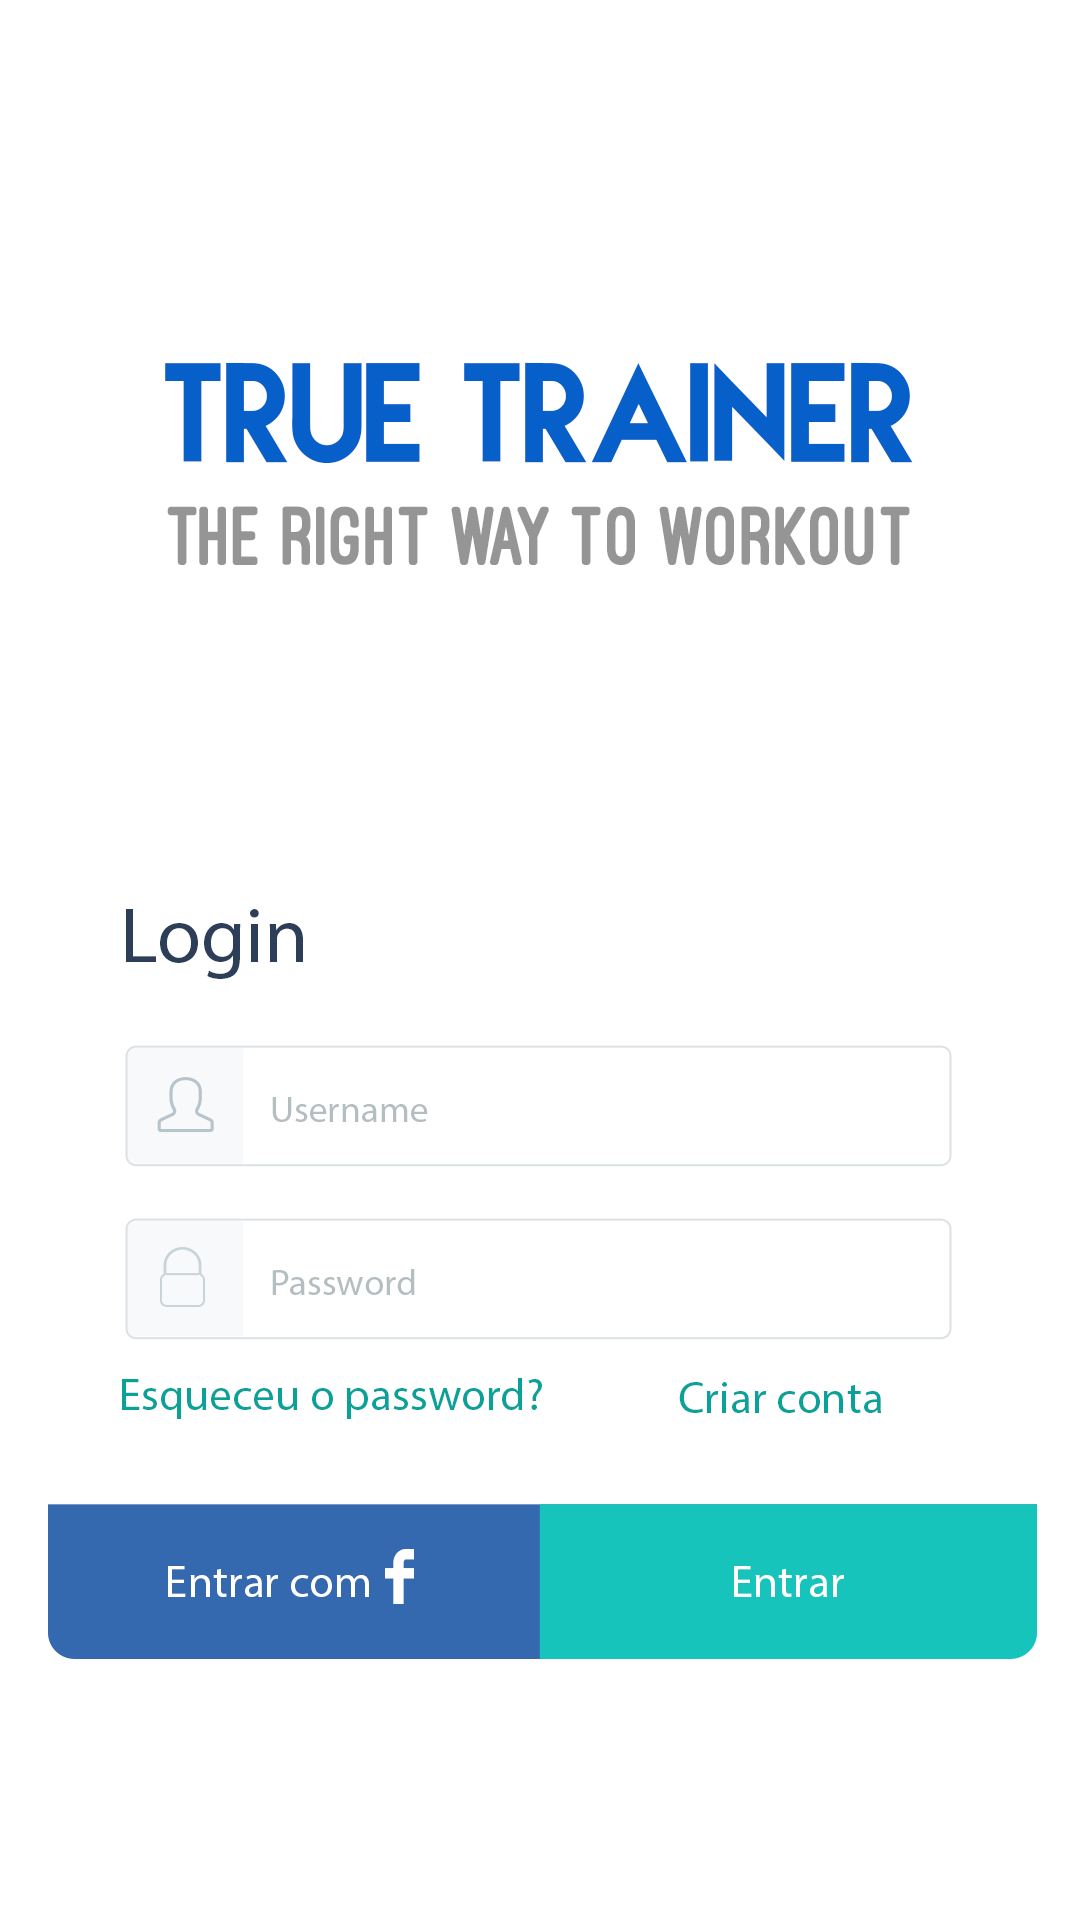 TRUE TRAINER
THE RIGHT WAY TO WORKOUT
Login
Username
Password
Esqueceu o password? Criar conta
Entrar com f Entrar